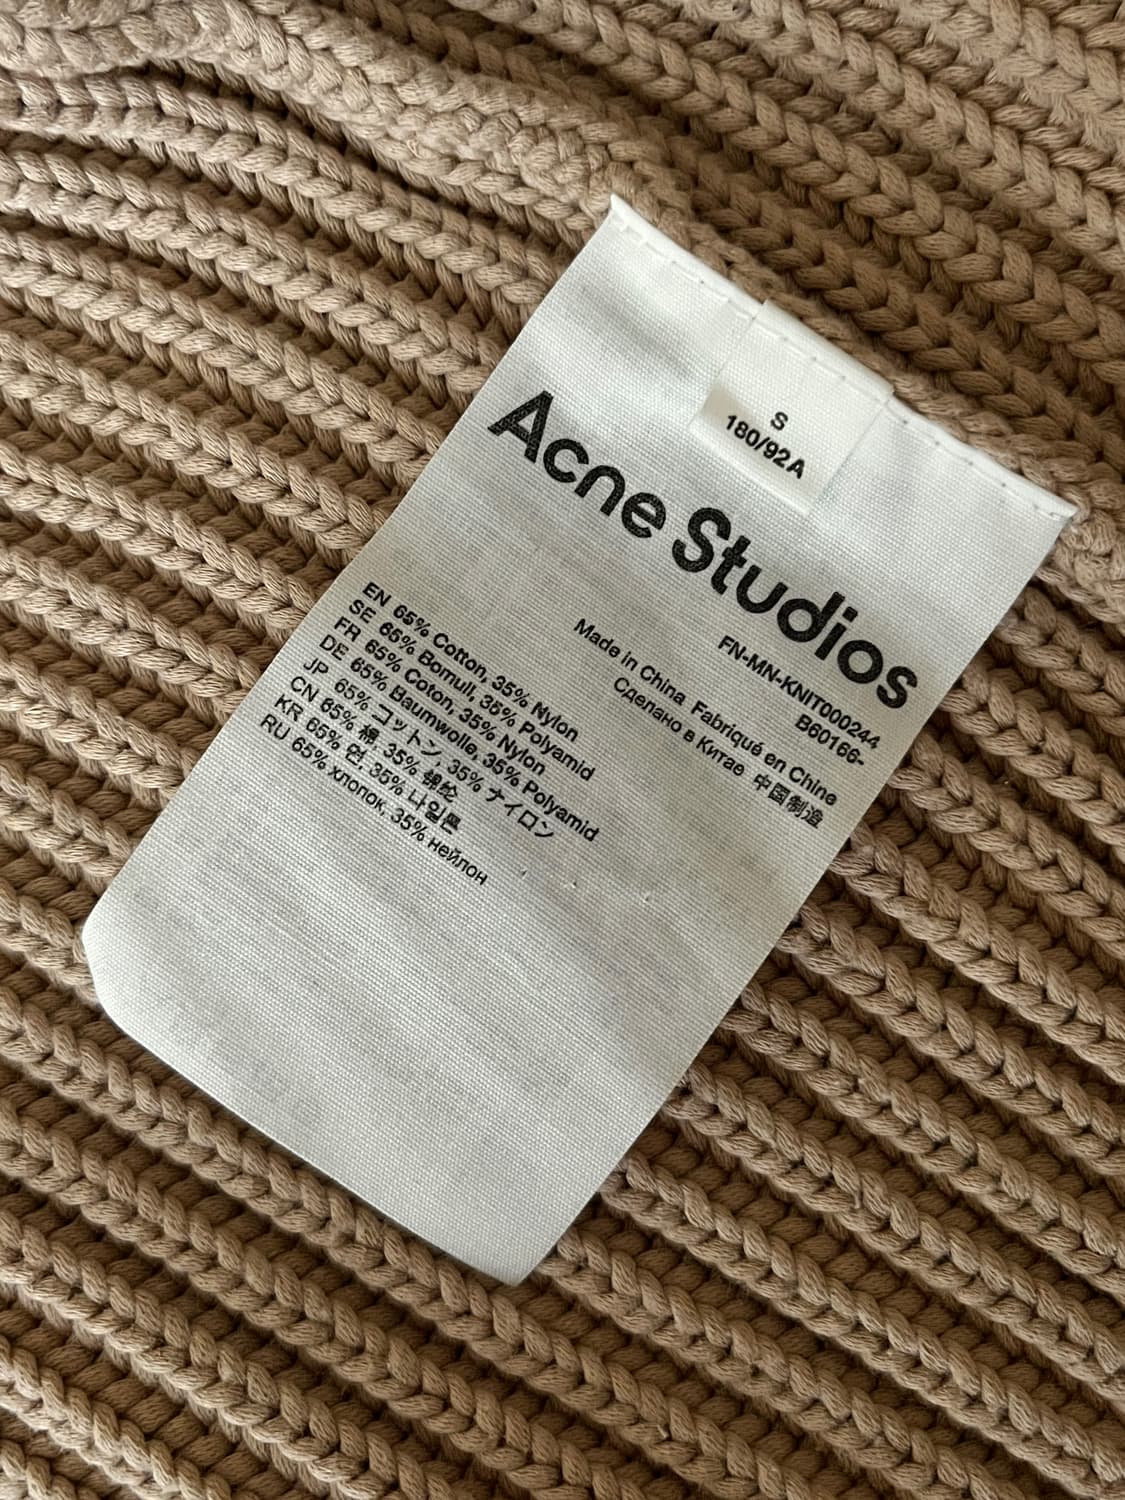 S
180/92A
Acne Studios
FN-MN-KNIT000244
B60166-
Made in China Fabriqué en Chine
Сделано в Китае 中国制造
EN 65% Cotton, 35% Nylon
SE 65% Bomull, 35% Polyamid
FR 65% Coton, 35% Nylon
DE 65% Baumwolle, 35% Polyamid
JP 65% コットン, 35% ナイロン
CN 65% 棉, 35% 锦纶
KR 65% 면, 35% 나일론
RU 65% хлопок, 35% нейлон